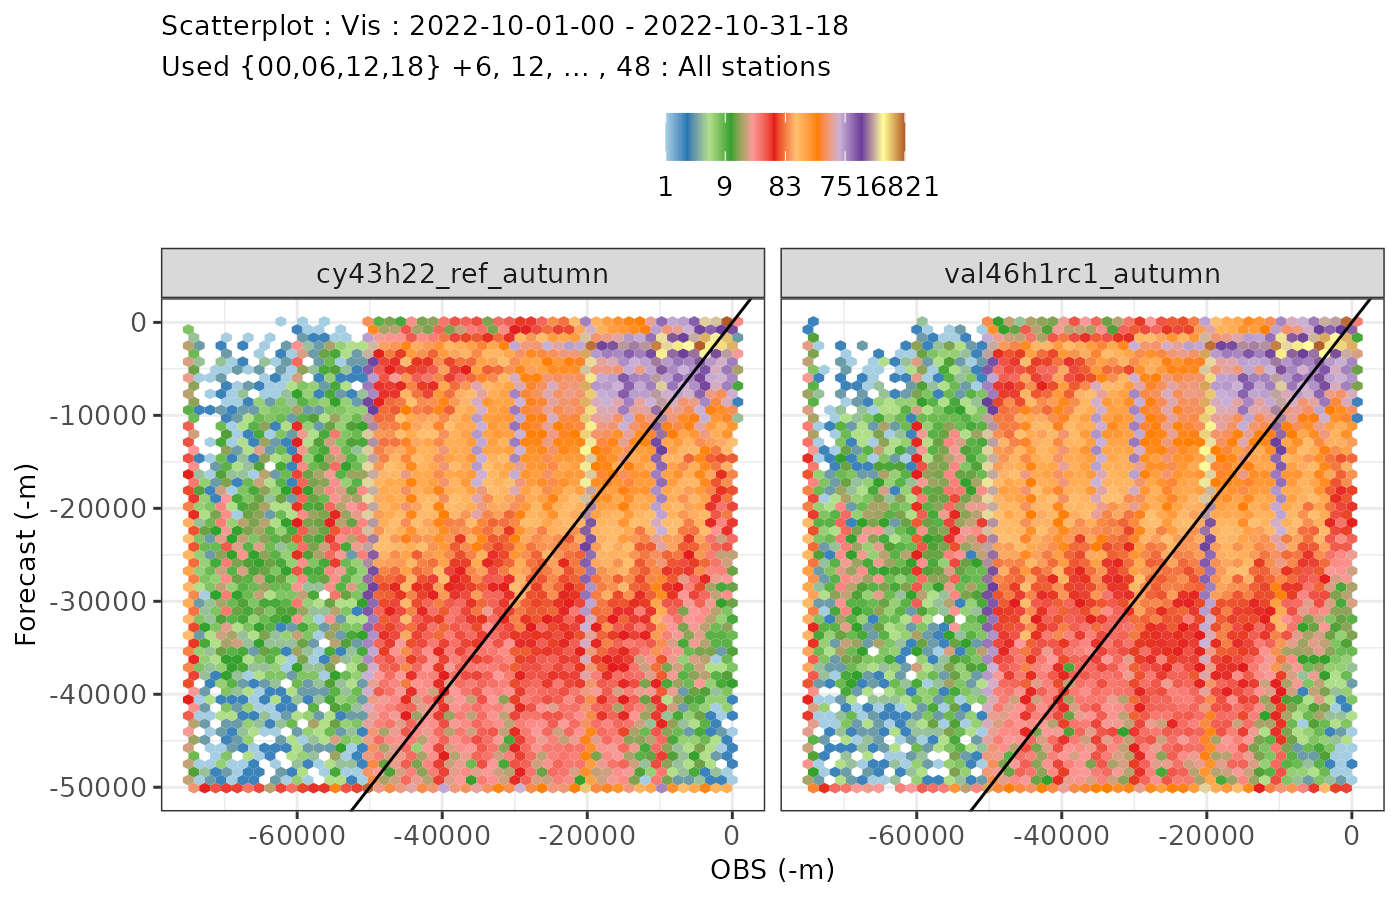 Scatterplot : Vis : 2022-10-01-00 - 2022-10-31-18
Used {00,06,12,18} +6, 12, ... , 48 : All stations
1 9 83 751 6821
cy43h22_ref_autumn val46h1rc1_autumn
0
-10000
-20000
-30000
-40000
-50000
Forecast (-m)
-60000 -40000 -20000 0 -60000 -40000 -20000 0
OBS (-m)